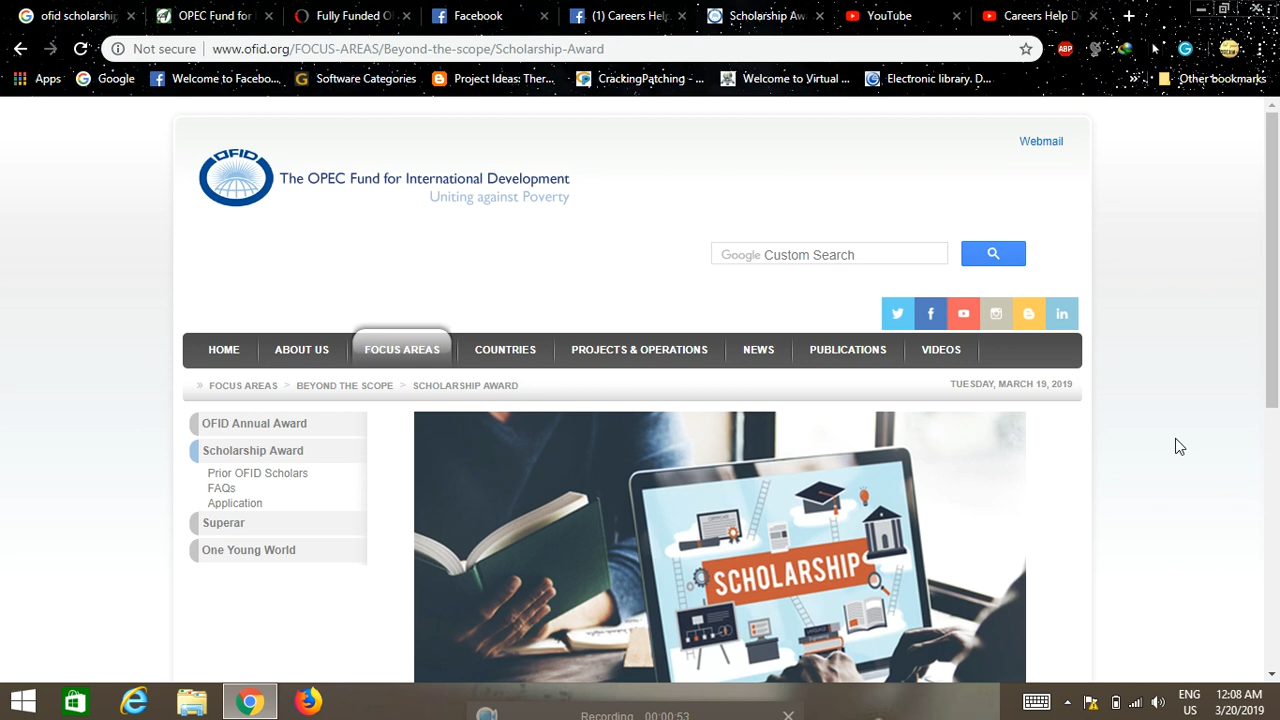 ofid scholarship
OPEC Fund for
Fully Funded O
Facebook
(1) Careers Help
Scholarship Aw
YouTube
Careers Help D
Not secure
www.ofid.org/FOCUS-AREAS/Beyond-the-scope/Scholarship-Award
ABP
Apps
Google
Welcome to Facebo...
Software Categories
Project Ideas: Ther...
CrackingPatching - ...
Welcome to Virtual ...
Electronic library. D...
Other bookmarks
Webmail
OFID
The OPEC Fund for International Development
Uniting against Poverty
Google Custom Search
HOME
ABOUT US
FOCUS AREAS
COUNTRIES
PROJECTS & OPERATIONS
NEWS
PUBLICATIONS
VIDEOS
» FOCUS AREAS > BEYOND THE SCOPE > SCHOLARSHIP AWARD
TUESDAY, MARCH 19, 2019
OFID Annual Award
Scholarship Award
Prior OFID Scholars
FAQs
Application
Superar
One Young World
SCHOLARSHIP
Recording 00:00:53
ENG
US
12:08 AM
3/20/2019